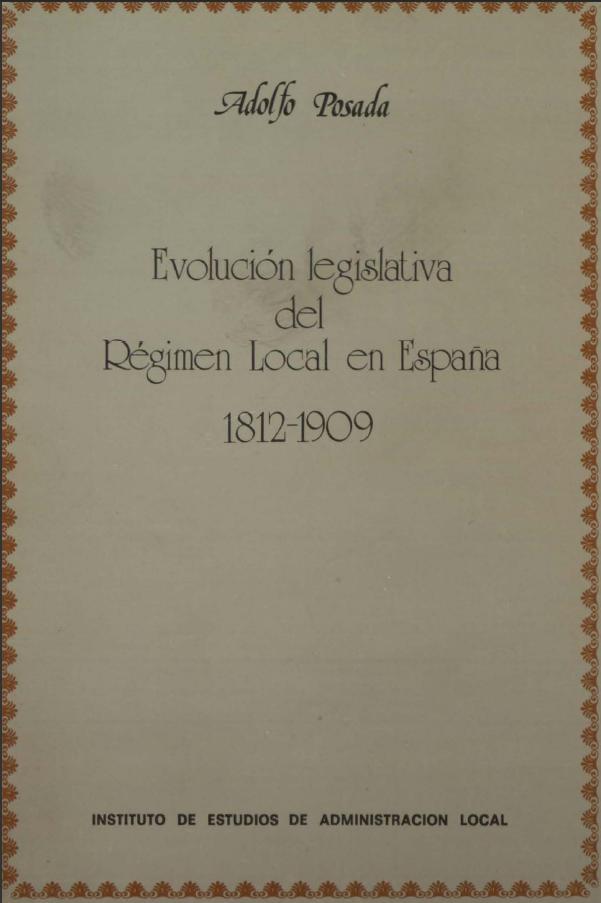 Adolfo Posada
Evolución legislativa
del
Régimen Local en España
1812-1909
INSTITUTO DE ESTUDIOS DE ADMINISTRACION LOCAL